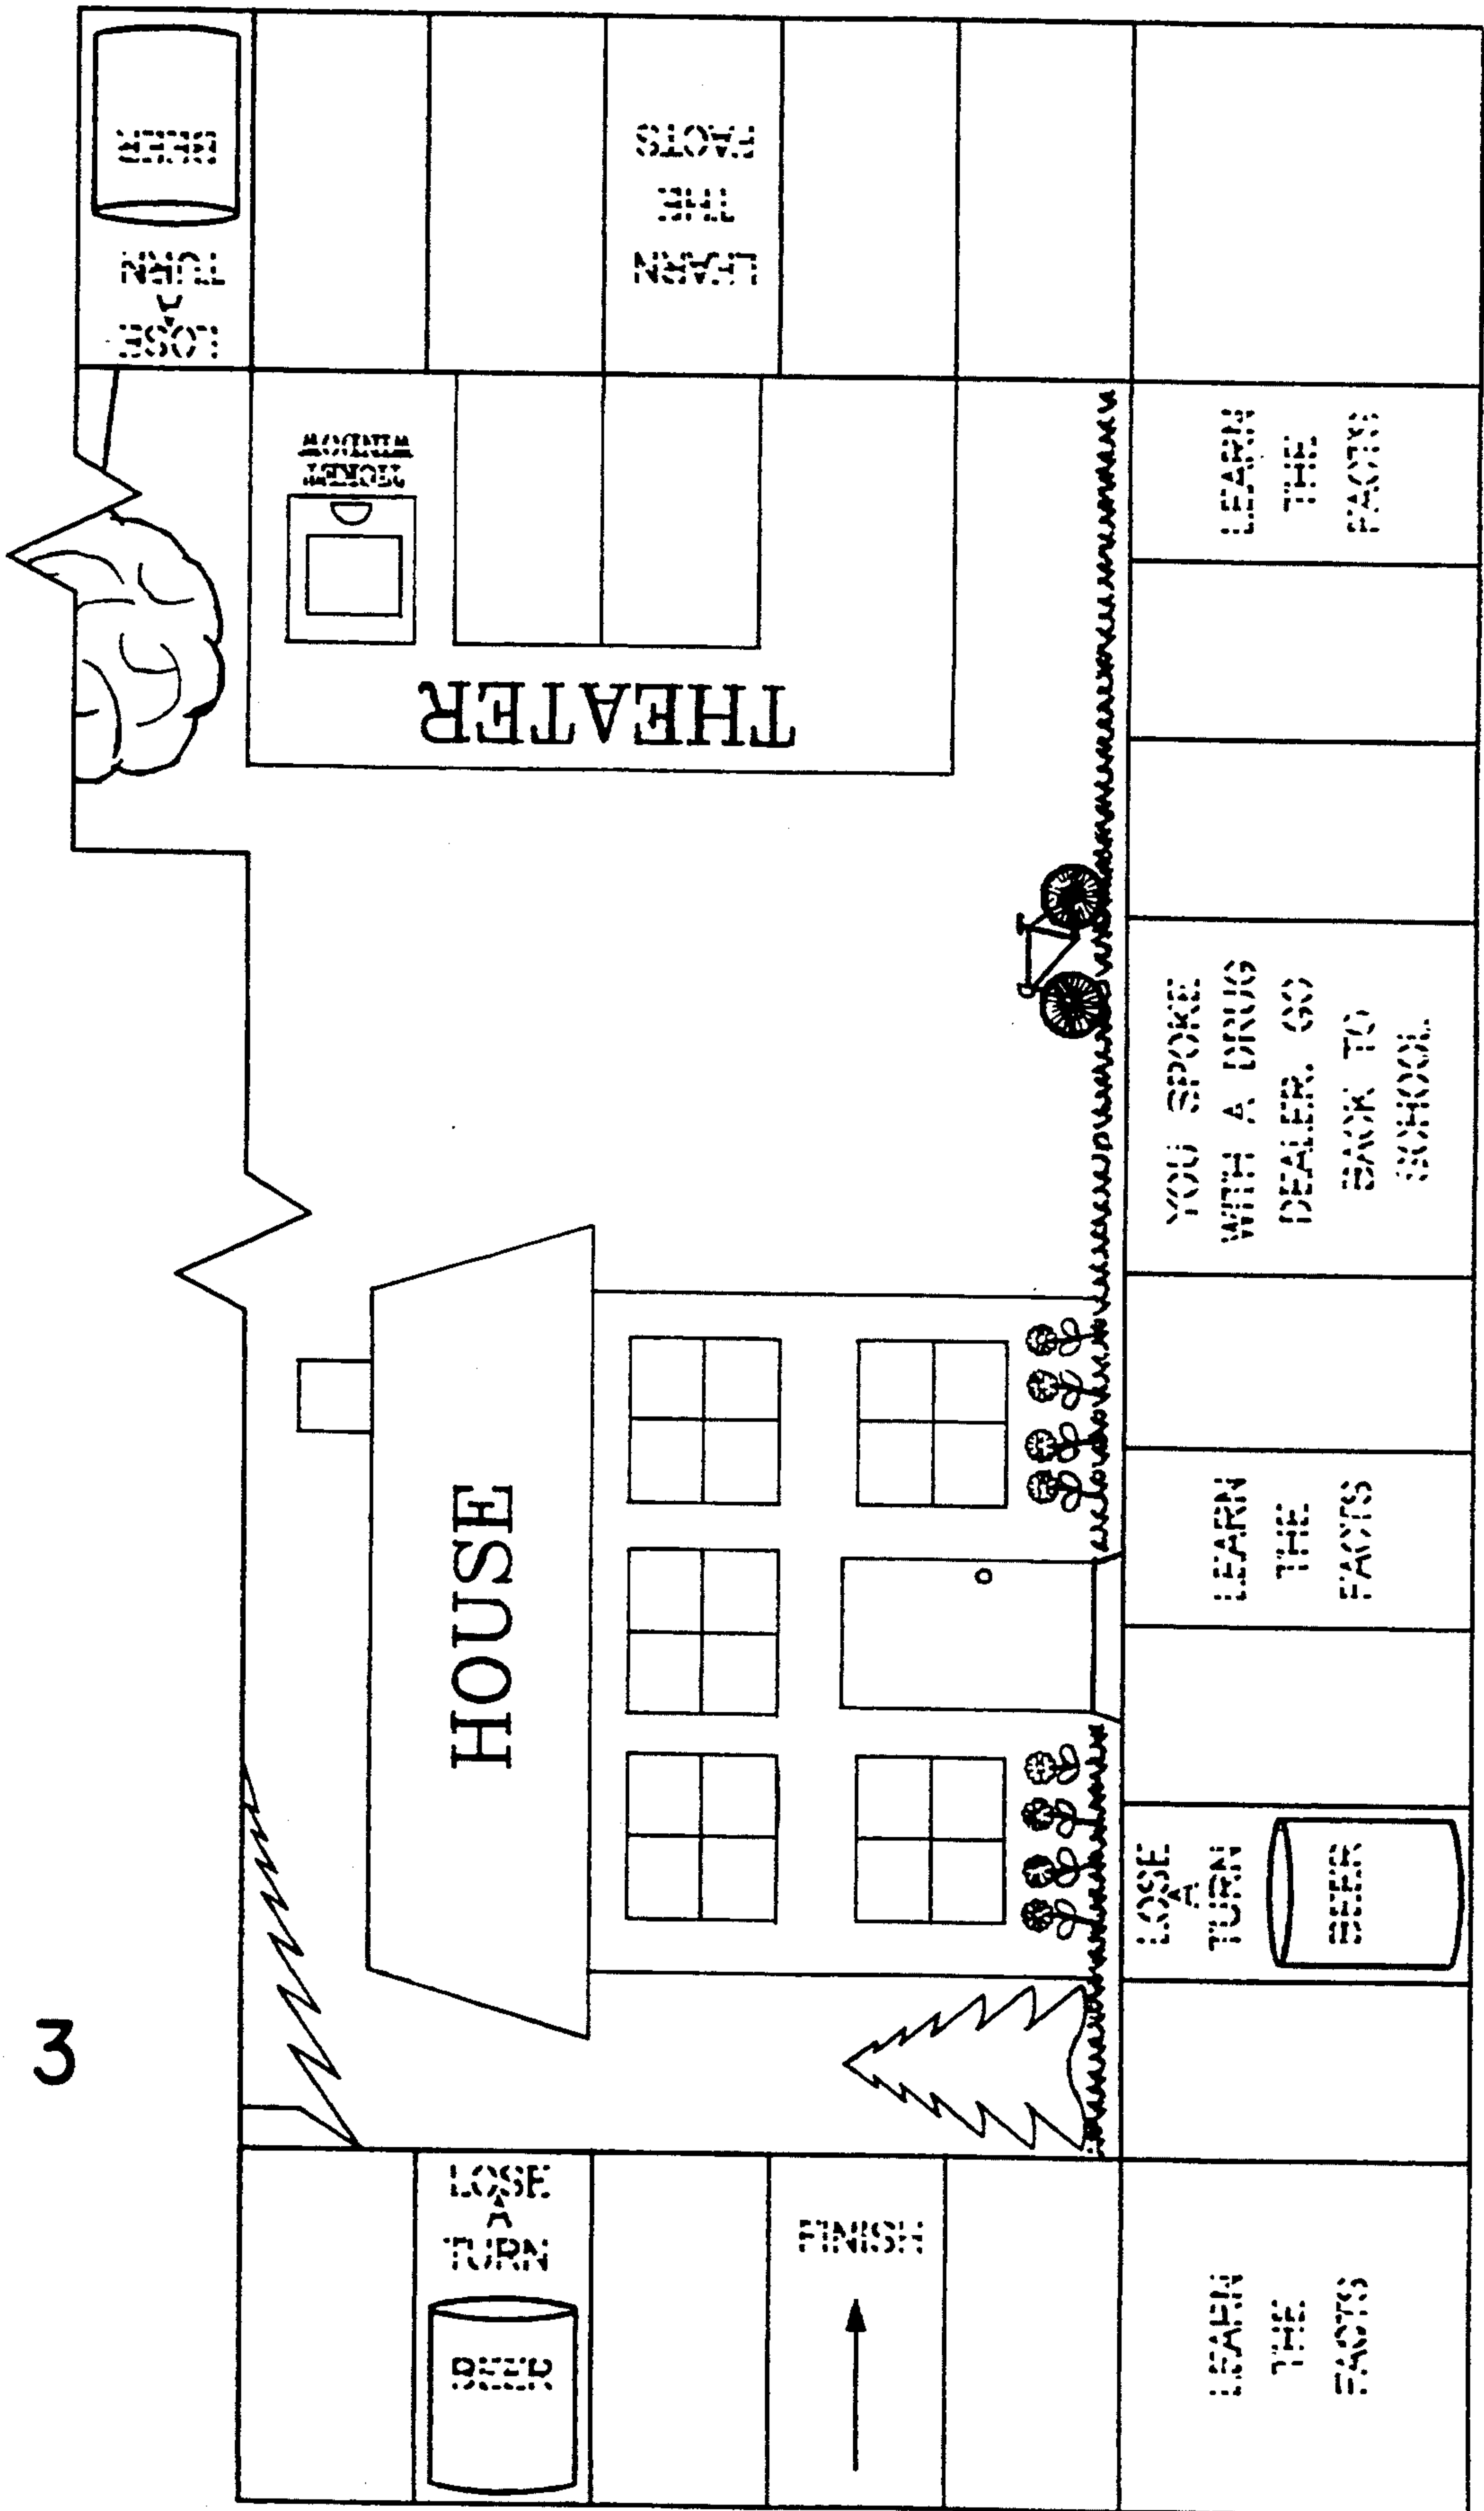 3
BEER
TURN
A
LOSE
LEARN
THE
FACTS
TICKET
WINDOW
THEATER
LEARN
THE
FACTS
YOU SPOKE
WITH A DRUG
DEALER. GO
BACK TO
SCHOOL.
HOUSE
LEARN
THE
FACTS
LOSE
A
TURN
BEER
LOSE
A
TURN
BEER
FINISH
LEARN
THE
FACTS